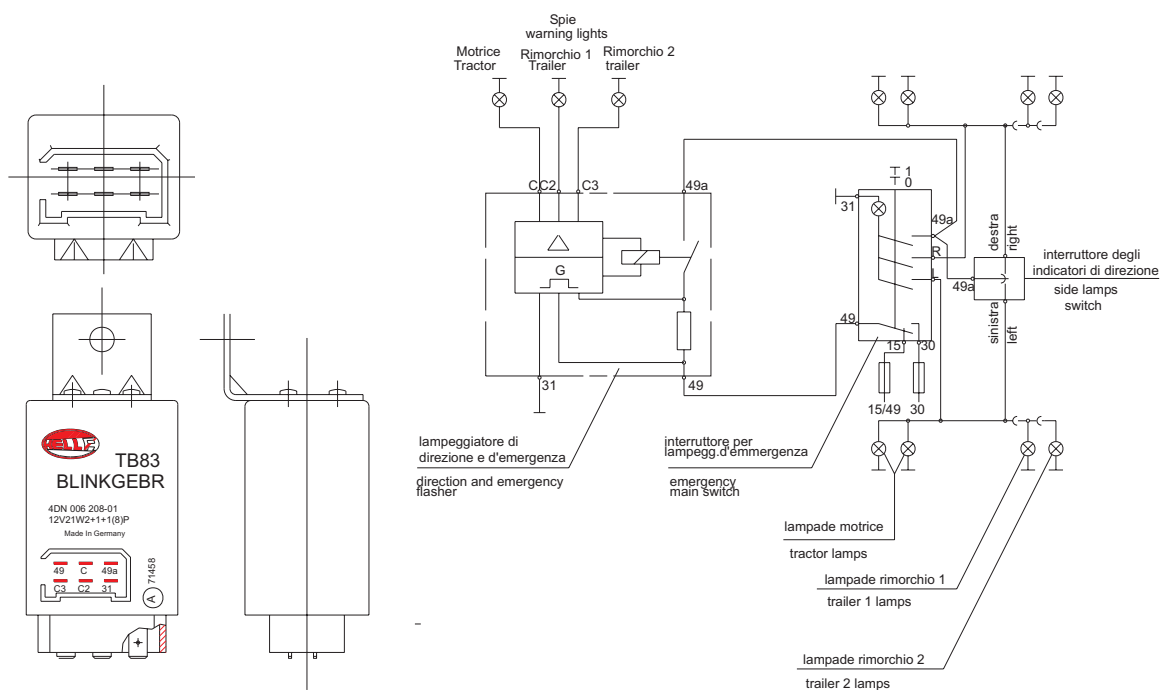 Spie
warning lights
Motrice
Tractor
Rimorchio 1
Trailer
Rimorchio 2
trailer
C
C2
C3
49a
31
1
0
49a
R
L
49a
destra
right
sinistra
left
interruttore degli
indicatori di direzione
side lamps
switch
G
49
15
30
31
49
15/49
30
lampeggiatore di
direzione e d'emergenza
direction and emergency
flasher
interruttore per
lampegg.d'emmergenza
emergency
main switch
lampade motrice
tractor lamps
lampade rimorchio 1
trailer 1 lamps
lampade rimorchio 2
trailer 2 lamps
TB83
BLINKGEBR
4DN 006 208-01
12V21W2+1+1(8)P
Made In Germany
49 C 49a
C3 C2 31
A
71458